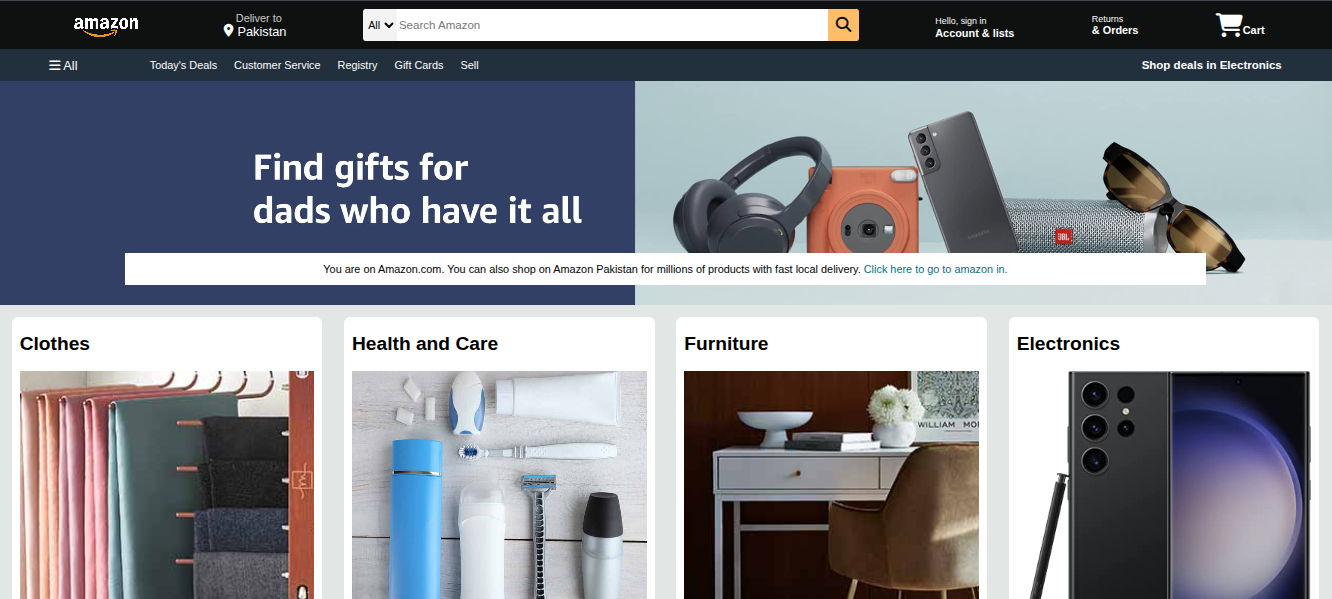 amazon
Deliver to
Pakistan
All
Search Amazon
Hello, sign in
Account & lists
Returns
& Orders
Cart
All
Today's Deals
Customer Service
Registry
Gift Cards
Sell
Shop deals in Electronics
Find gifts for
dads who have it all
SAMSUNG
JBL
You are on Amazon.com. You can also shop on Amazon Pakistan for millions of products with fast local delivery. Click here to go to amazon in.
Clothes
Health and Care
Furniture
Electronics
WILLIAM MOR